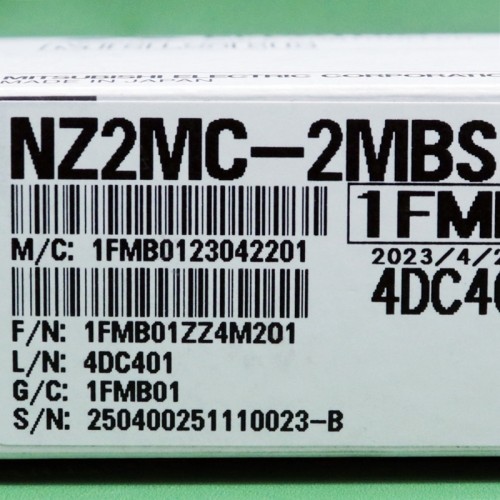 MITSUBISHI ELECTRIC CORPORATION
MADE IN JAPAN
NZ2MC-2MBS
1FM
M/C: 1FMB0123042201
2023/4/2
4DC40
F/N: 1FMB01ZZ4M201
L/N: 4DC401
G/C: 1FMB01
S/N: 250400251110023-B